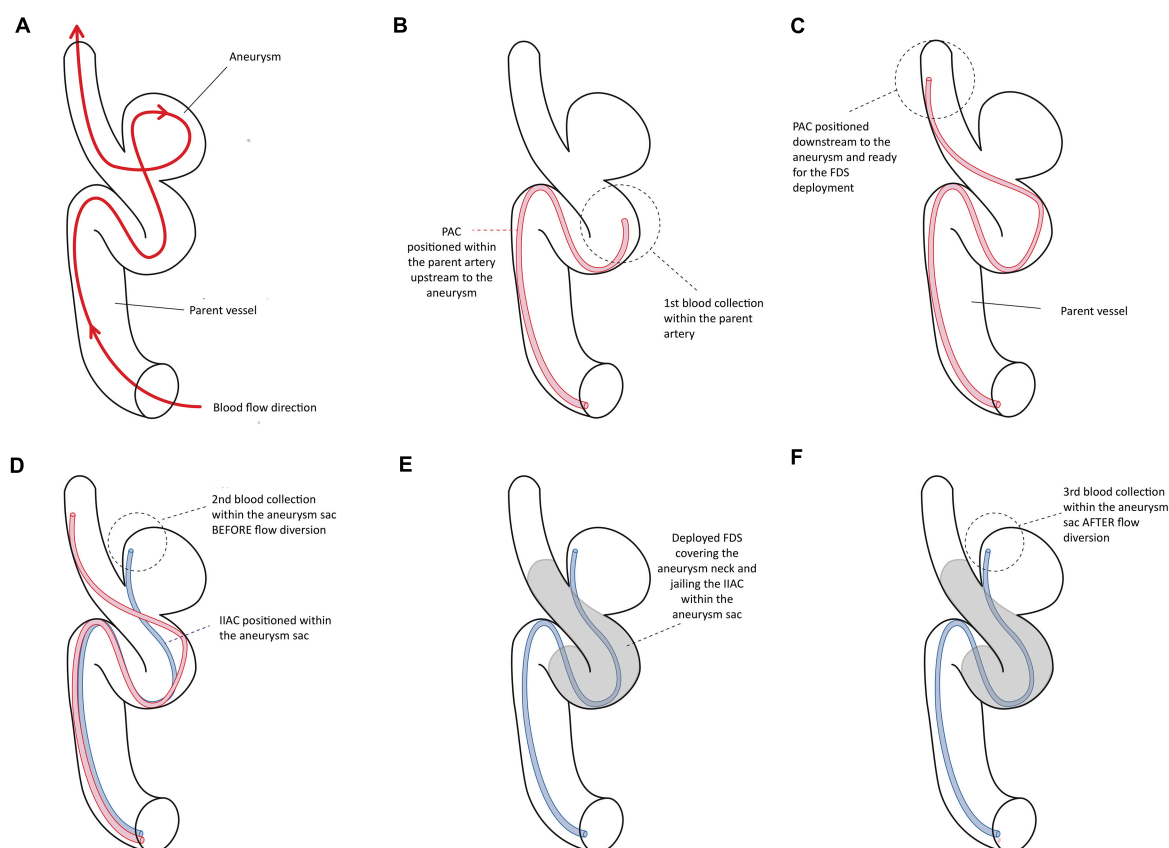 A
Aneurysm
Parent vessel
Blood flow direction
B
PAC
positioned within
the parent artery
upstream to the
aneurysm
1st blood collection
within the parent
artery
C
PAC positioned
downstream to the
aneurysm and ready
for the FDS
deployment
Parent vessel
D
2nd blood collection
within the aneurysm sac
BEFORE flow diversion
IIAC positioned within
the aneurysm sac
E
Deployed FDS
covering the
aneurysm neck and
jailing the IIAC
within the
aneurysm sac
F
3rd blood collection
within the aneurysm
sac AFTER flow
diversion